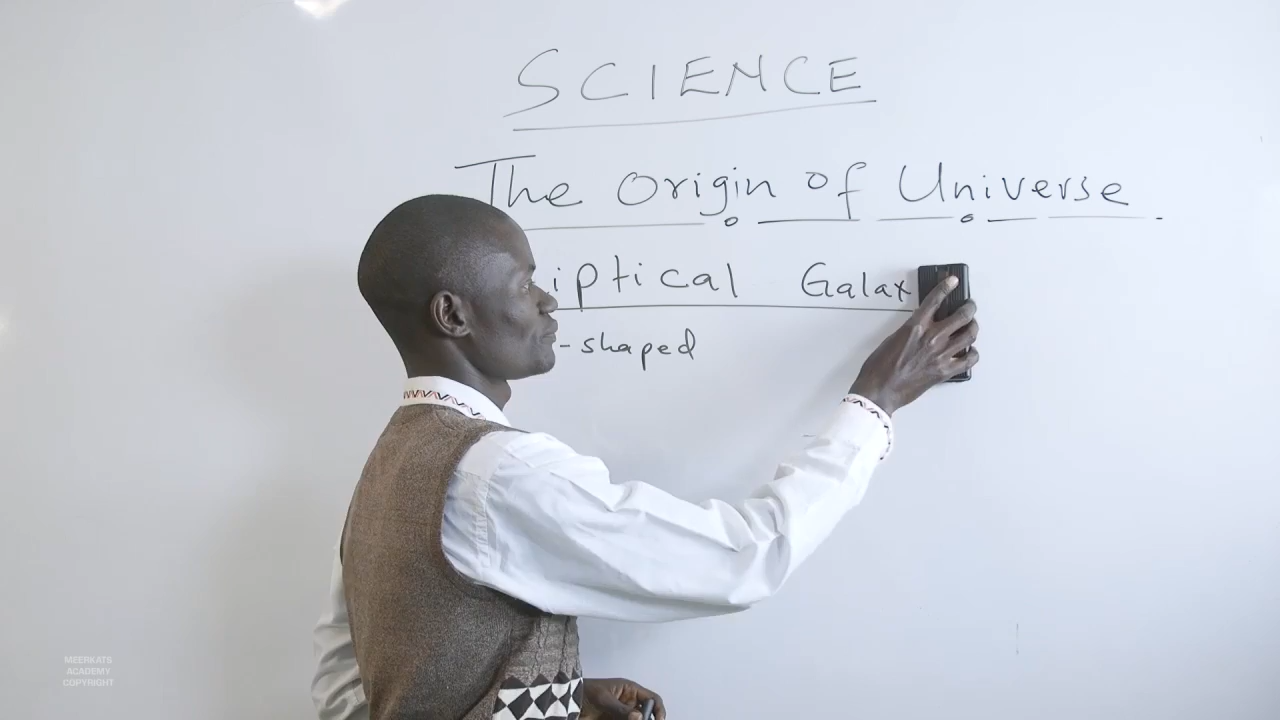 SCIENCE
The Origin of Universe
iptical Galax
-shaped
MEERKATS
ACADEMY
COPYRIGHT